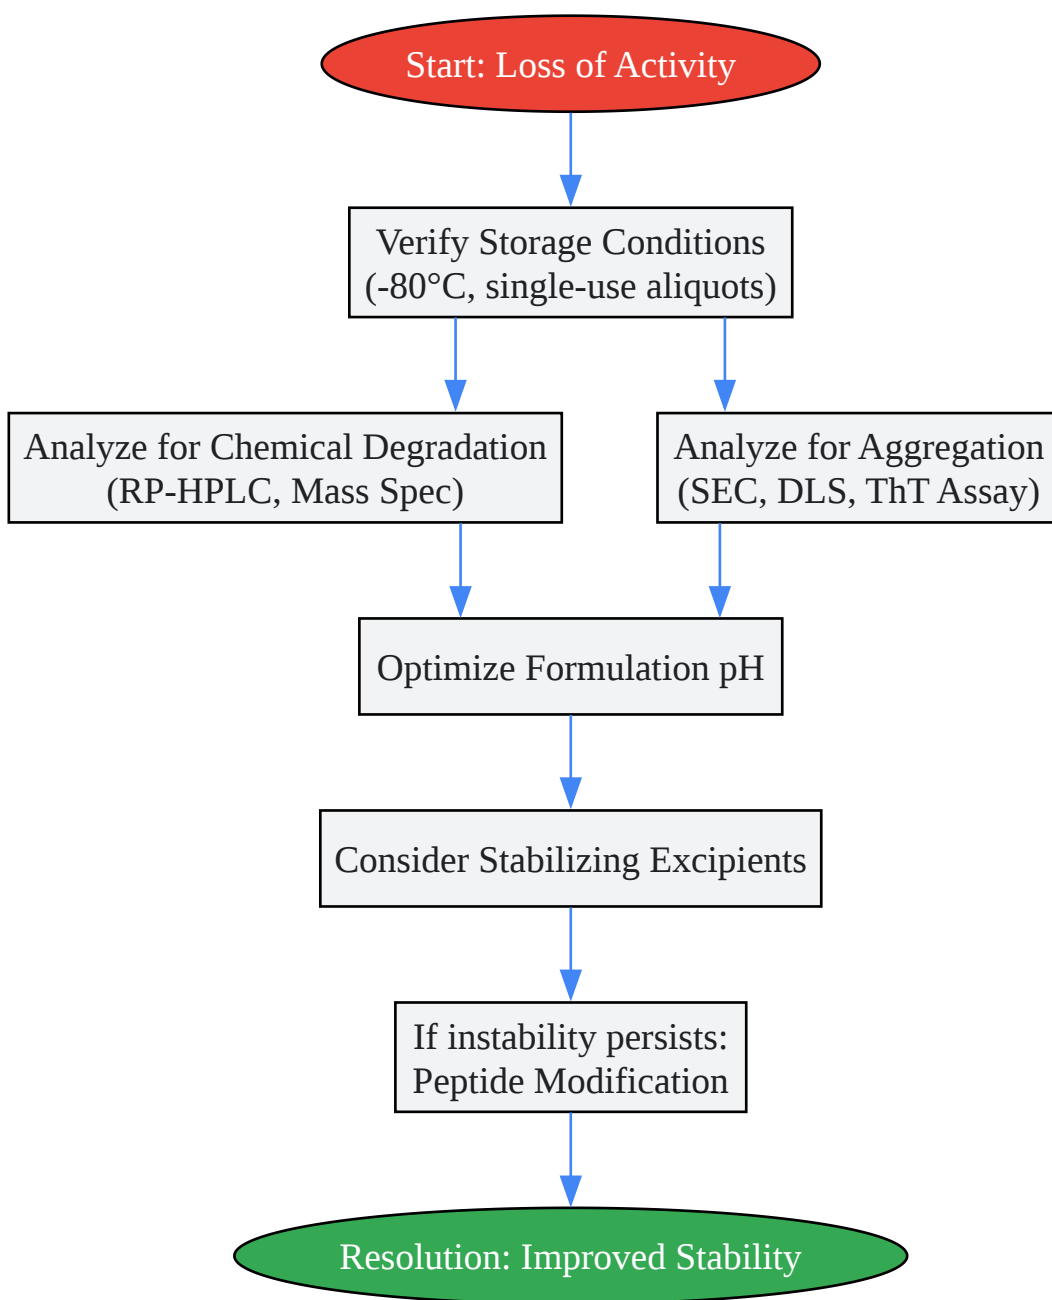 Start: Loss of Activity
Verify Storage Conditions
(-80°C, single-use aliquots)
Analyze for Chemical Degradation
(RP-HPLC, Mass Spec)
Analyze for Aggregation
(SEC, DLS, ThT Assay)
Optimize Formulation pH
Consider Stabilizing Excipients
If instability persists:
Peptide Modification
Resolution: Improved Stability